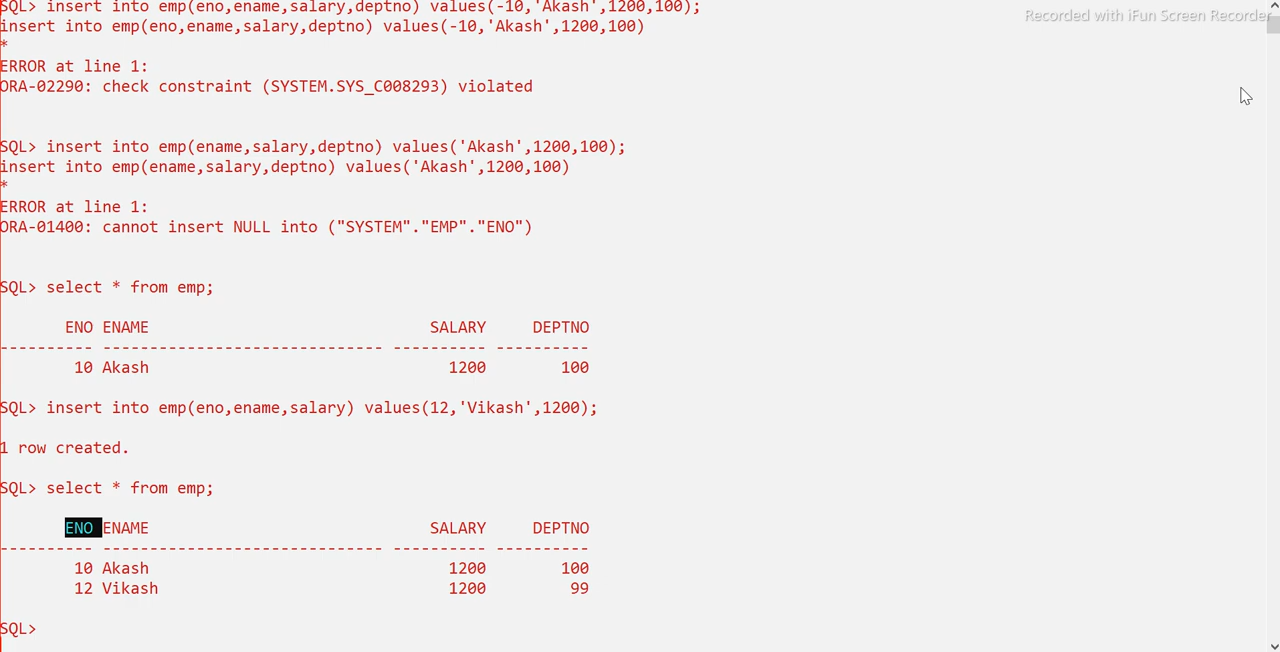 SQL> insert into emp(eno,ename,salary,deptno) values(-10,'Akash',1200,100);
Recorded with iFun Screen Recorder
insert into emp(eno,ename,salary,deptno) values(-10,'Akash',1200,100)
*
ERROR at line 1:
ORA-02290: check constraint (SYSTEM.SYS_C008293) violated
SQL> insert into emp(ename,salary,deptno) values('Akash',1200,100);
insert into emp(ename,salary,deptno) values('Akash',1200,100)
*
ERROR at line 1:
ORA-01400: cannot insert NULL into ("SYSTEM"."EMP"."ENO")
SQL> select * from emp;
ENO ENAME SALARY DEPTNO
---------- ------------------------------ ---------- ----------
10 Akash 1200 100
SQL> insert into emp(eno,ename,salary) values(12,'Vikash',1200);
1 row created.
SQL> select * from emp;
ENO ENAME SALARY DEPTNO
---------- ------------------------------ ---------- ----------
10 Akash 1200 100
12 Vikash 1200 99
SQL>